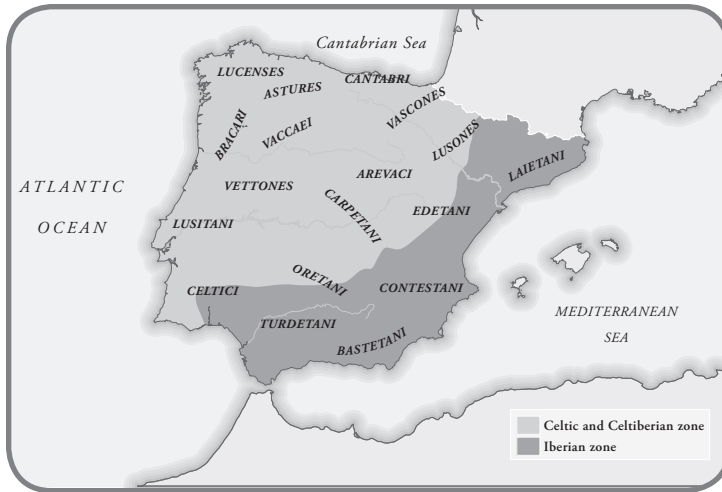 Cantabrian Sea
LUCENSES
ASTURES
CANTABRI
BRACARI
VACCAEI
VASCONES
LUSONES
LAIETANI
ATLANTIC
OCEAN
VETTONES
AREVACI
CARPETANI
EDETANI
LUSITANI
CELTICI
ORETANI
CONTESTANI
TURDETANI
BASTETANI
MEDITERRANEAN
SEA
Celtic and Celtiberian zone
Iberian zone